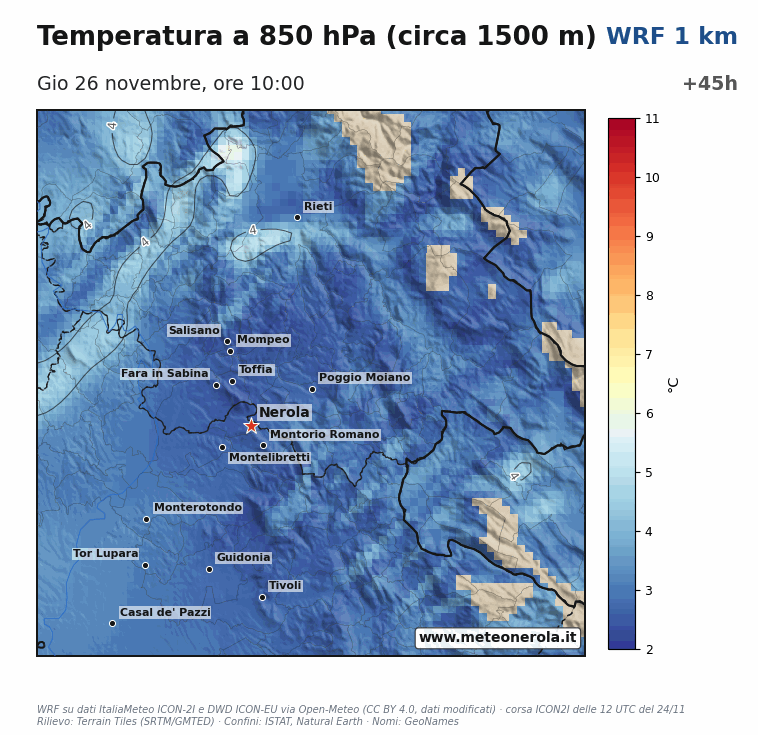 Temperatura a 850 hPa (circa 1500 m) WRF 1 km
Gio 26 novembre, ore 10:00 +45h
4
4
4
4
Rieti
Salisano
Mompeo
Toffia
Fara in Sabina
Poggio Moiano
Nerola
Montorio Romano
Montelibretti
4
Monterotondo
Tor Lupara
Guidonia
Tivoli
Casal de' Pazzi
www.meteonerola.it
11
10
9
8
7
6
5
4
3
2
°C
WRF su dati ItaliaMeteo ICON-2I e DWD ICON-EU via Open-Meteo (CC BY 4.0, dati modificati) · corsa ICON2I delle 12 UTC del 24/11
Rilievo: Terrain Tiles (SRTM/GMTED) · Confini: ISTAT, Natural Earth · Nomi: GeoNames